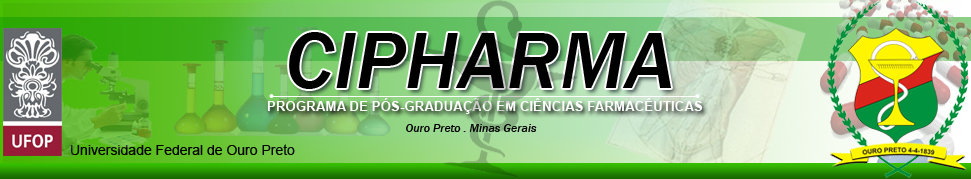 CIPHARMA
PROGRAMA DE PÓS-GRADUAÇÃO EM CIÊNCIAS FARMACÊUTICAS
Ouro Preto . Minas Gerais
UFOP
Universidade Federal de Ouro Preto
OURO PRETO 4-4-1839